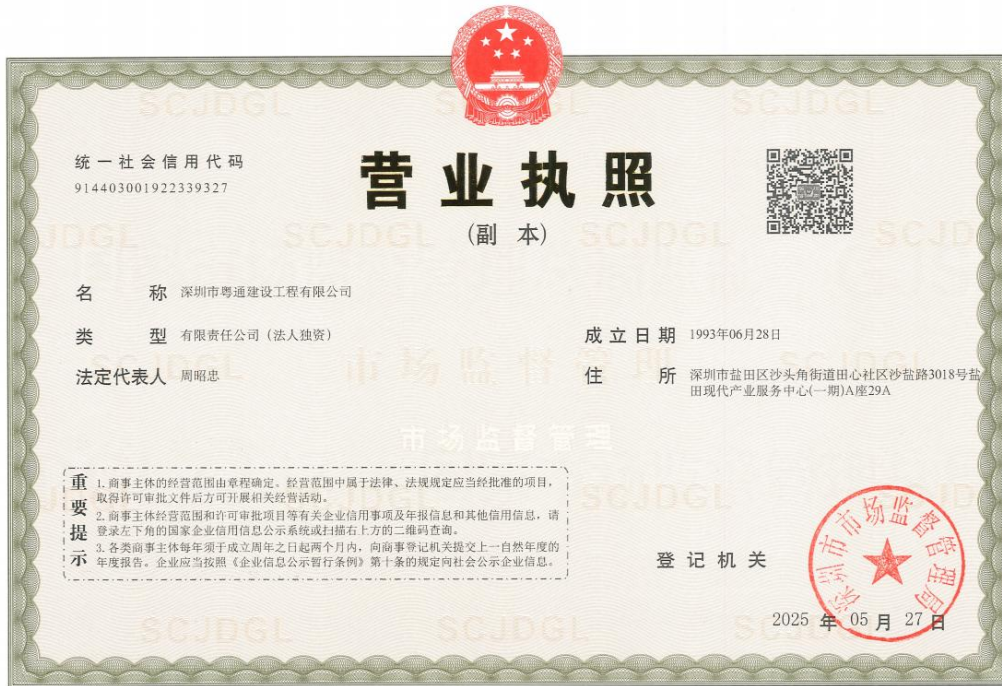 统一社会信用代码
914403001922339327
营业执照
(副 本)
名 称 深圳市粤通建设工程有限公司
类 型 有限责任公司（法人独资）
法定代表人 周昭忠
成立日期 1993年06月28日
住 所 深圳市盐田区沙头角街道田心社区沙盐路3018号盐
田现代产业服务中心(一期)A座29A
重要提示
1. 商事主体的经营范围由章程确定。经营范围中属于法律、法规规定应当经批准的项目，
取得许可审批文件后方可开展相关经营活动。
2. 商事主体经营范围和许可审批项目等有关企业信用事项及年报信息和其他信用信息，请
登录左下角的国家企业信用信息公示系统或扫描右上方的二维码查询。
3. 各类商事主体每年须于成立周年之日起两个月内，向商事登记机关提交上一自然年度的
年度报告。企业应当按照《企业信息公示暂行条例》第十条的规定向社会公示企业信息。
登记机关
深圳市市场监督管理局
2025 年 05 月 27 日
SCJDGL
市场监督管理
市场监督管理